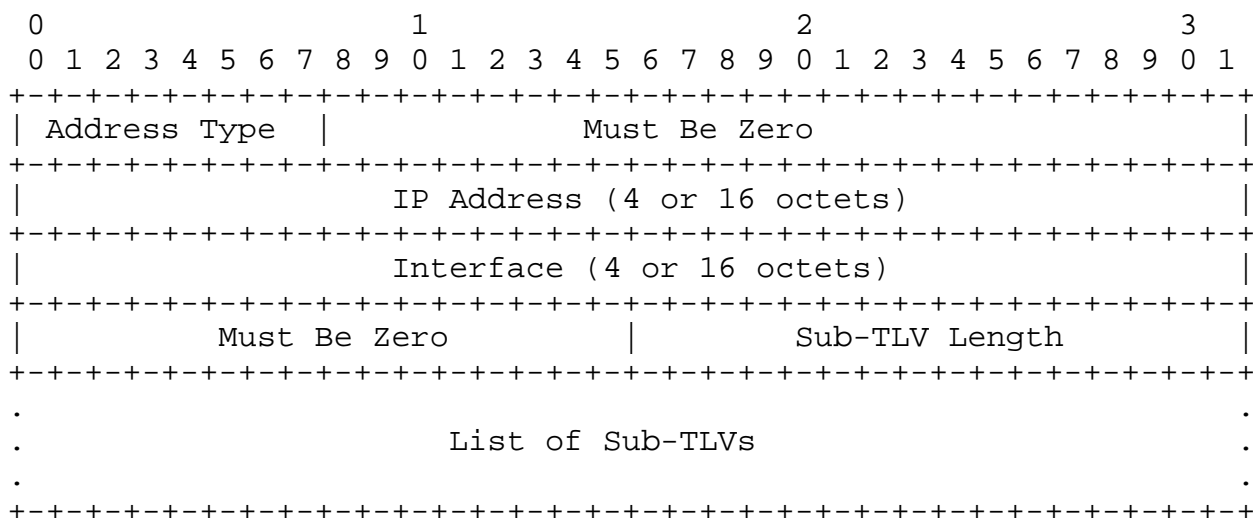 0                   1                   2                   3
 0 1 2 3 4 5 6 7 8 9 0 1 2 3 4 5 6 7 8 9 0 1 2 3 4 5 6 7 8 9 0 1
+-+-+-+-+-+-+-+-+-+-+-+-+-+-+-+-+-+-+-+-+-+-+-+-+-+-+-+-+-+-+-+-+
| Address Type  |             Must Be Zero                      |
+-+-+-+-+-+-+-+-+-+-+-+-+-+-+-+-+-+-+-+-+-+-+-+-+-+-+-+-+-+-+-+-+
|                   IP Address (4 or 16 octets)                 |
+-+-+-+-+-+-+-+-+-+-+-+-+-+-+-+-+-+-+-+-+-+-+-+-+-+-+-+-+-+-+-+-+
|                   Interface (4 or 16 octets)                  |
+-+-+-+-+-+-+-+-+-+-+-+-+-+-+-+-+-+-+-+-+-+-+-+-+-+-+-+-+-+-+-+-+
|          Must Be Zero         |        Sub-TLV Length         |
+-+-+-+-+-+-+-+-+-+-+-+-+-+-+-+-+-+-+-+-+-+-+-+-+-+-+-+-+-+-+-+-+
.                                                               .
.                      List of Sub-TLVs                         .
.                                                               .
+-+-+-+-+-+-+-+-+-+-+-+-+-+-+-+-+-+-+-+-+-+-+-+-+-+-+-+-+-+-+-+-+